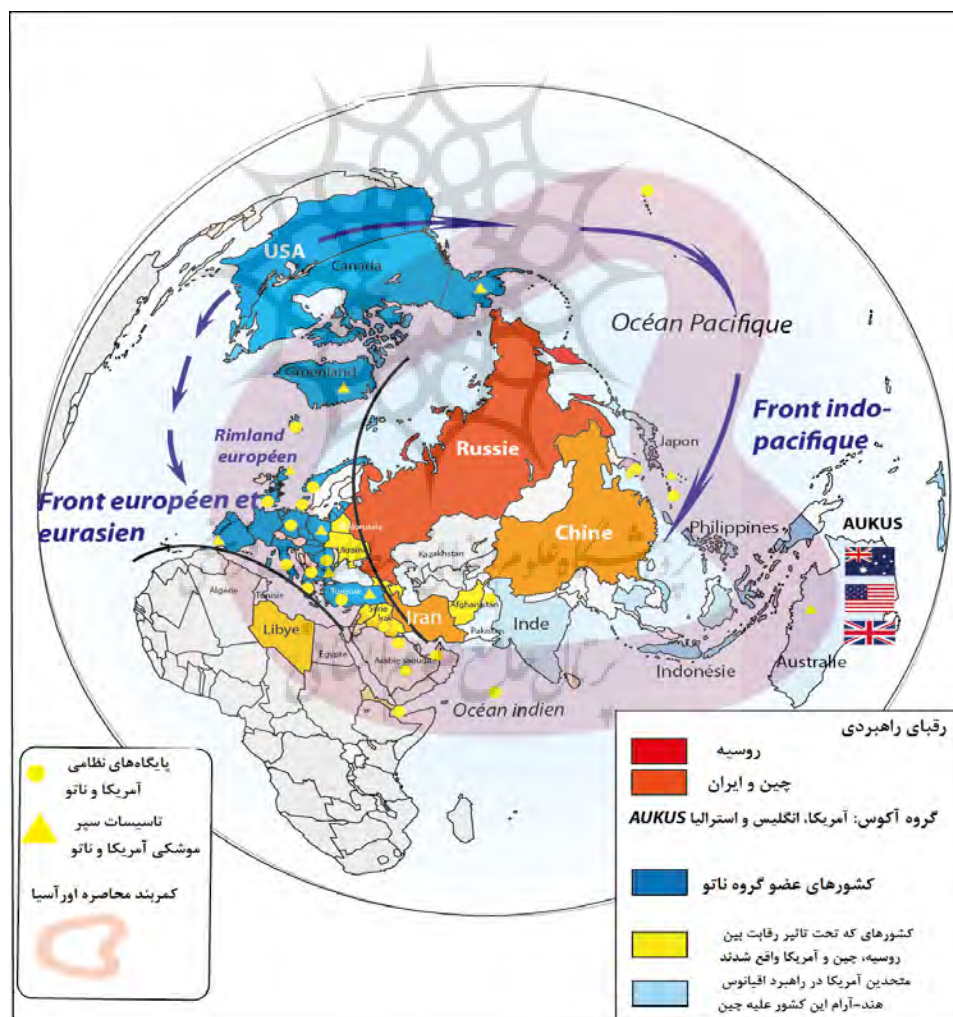 USA
Canada
Groenland
Océan Pacifique
Rimland
européen
Front européen et
eurasien
Front indo-
pacifique
Russie
Japon
Chine
Philippines
AUKUS
Ukraine
Kazakhstan
Algérie
Tunisie
Turquie
Syrie
Irak
Iran
Afghanistan
Pakistan
Inde
Libye
Egypte
Arabie saoudite
Indonésie
Australie
Océan indien
پایگاه‌های نظامی
آمریکا و ناتو
تاسیسات سپر
موشکی آمریکا و ناتو
کمربند محاصره اورآسیا
رقبای راهبردی
روسیه
چین و ایران
گروه آکوس: آمریکا، انگلیس و استرالیا AUKUS
کشورهای عضو گروه ناتو
کشورهای که تحت تاثیر رقابت بین
روسیه، چین و آمریکا واقع شدند
متحدین آمریکا در راهبرد اقیانوس
هند-آرام این کشور علیه چین